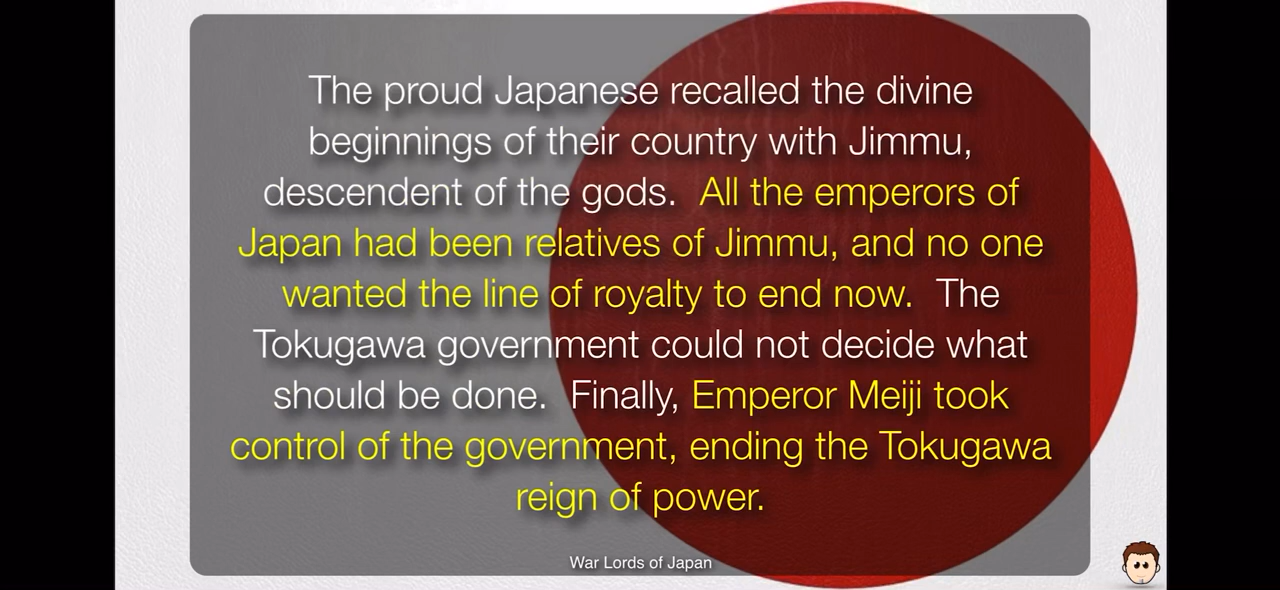 The proud Japanese recalled the divine
beginnings of their country with Jimmu,
descendent of the gods.  All the emperors of
Japan had been relatives of Jimmu, and no one
wanted the line of royalty to end now.  The
Tokugawa government could not decide what
should be done.  Finally, Emperor Meiji took
control of the government, ending the Tokugawa
reign of power.
War Lords of Japan